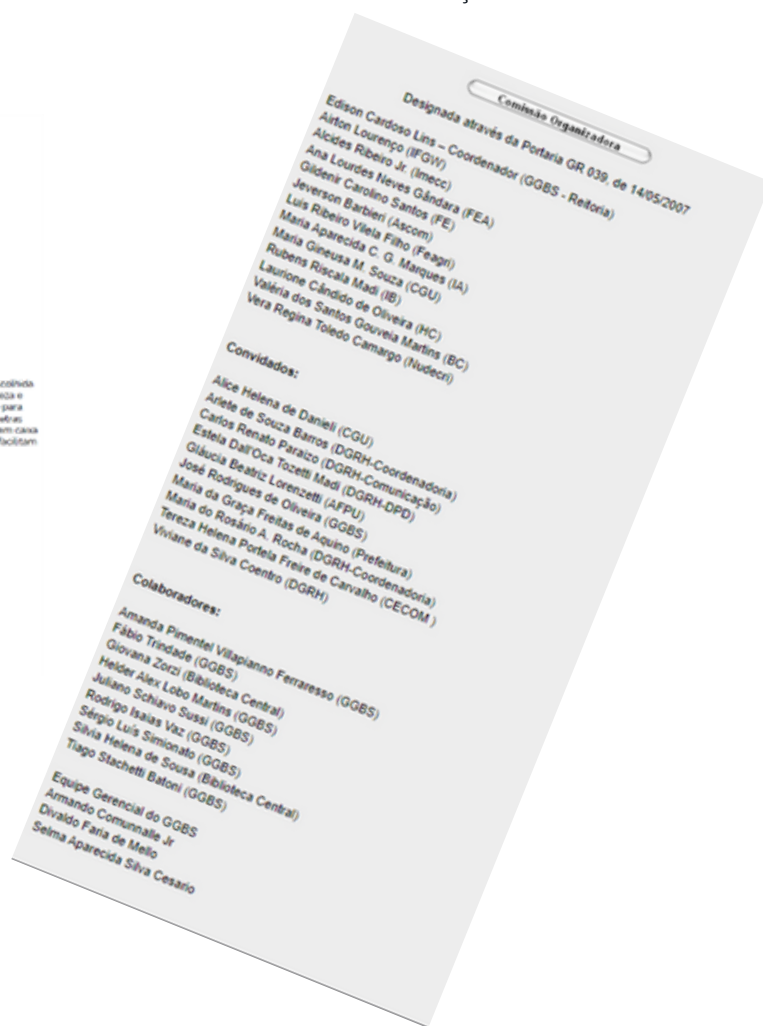 Comissão Organizadora
Designada através da Portaria GR 039, de 14/05/2007
Edison Cardoso Lins – Coordenador (GGBS - Reitoria)
Airton Lourenço (IFGW)
Alcides Ribeiro Jr. (Imecc)
Ana Lourdes Neves Gândara (FEA)
Gildenir Carolino Santos (FE)
Jeverson Barbieri (Ascom)
Luis Ribeiro Vilela Filho (Feagri)
Maria Aparecida C. G. Marques (IA)
Maria Gineusa M. Souza (CGU)
Rubens Riscala Madi (IB)
Laurione Cândido de Oliveira (HC)
Valéria dos Santos Gouveia Martins (BC)
Vera Regina Toledo Camargo (Nudecri)
Convidados:
Alice Helena de Danieli (CGU)
Arlete de Souza Barros (DGRH-Coordenadoria)
Carlos Renato Paraizo (DGRH-Comunicação)
Estela Dall'Oca Tozetti Madi (DGRH-DPD)
Gláucia Beatriz Lorenzetti (AFPU)
José Rodrigues de Oliveira (GGBS)
Maria da Graça Freitas de Aquino (Prefeitura)
Maria do Rosário A. Rocha (DGRH-Coordenadoria)
Tereza Helena Portela Freire de Carvalho (CECOM )
Viviane da Silva Coentro (DGRH)
Colaboradores:
Amanda Pimentel Villapianno Ferraresso (GGBS)
Fábio Trindade (GGBS)
Giovana Zorzi (Biblioteca Central)
Helder Alex Lobo Martins (GGBS)
Juliano Schiavo Sussi (GGBS)
Rodrigo Isaias Vaz (GGBS)
Sérgio Luís Simionato (GGBS)
Silvia Helena de Sousa (Biblioteca Central)
Tiago Stachetti Batoni (GGBS)
Equipe Gerencial do GGBS
Armando Comunnalle Jr
Divaldo Faria de Mello
Selma Aparecida Silva Cesario
para
em caixa
facilitam